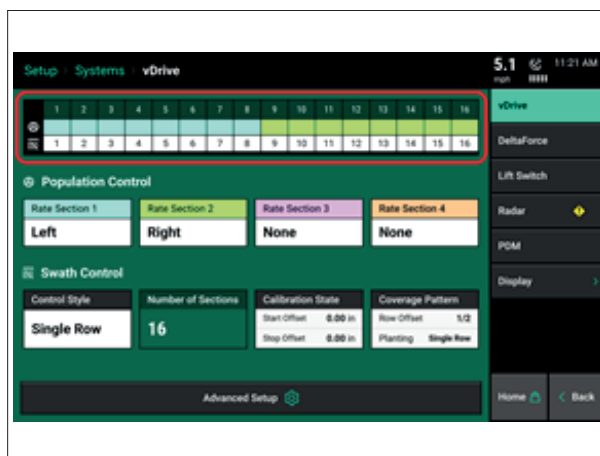 Setup Systems vDrive
5.1 11:21 AM
mph
1 2 3 4 5 6 7 8 9 10 11 12 13 14 15 16
1 2 3 4 5 6 7 8 9 10 11 12 13 14 15 16
Population Control
Rate Section 1 Rate Section 2 Rate Section 3 Rate Section 4
Left Right None None
Swath Control
Control Style Number of Sections Calibration State Coverage Pattern
Start Offset 0.00 in Row Offset 1/2
Single Row 16
Stop Offset 0.00 in Planting Single Row
Advanced Setup
vDrive
DeltaForce
Lift Switch
Radar
PDM
Display
Home < Back